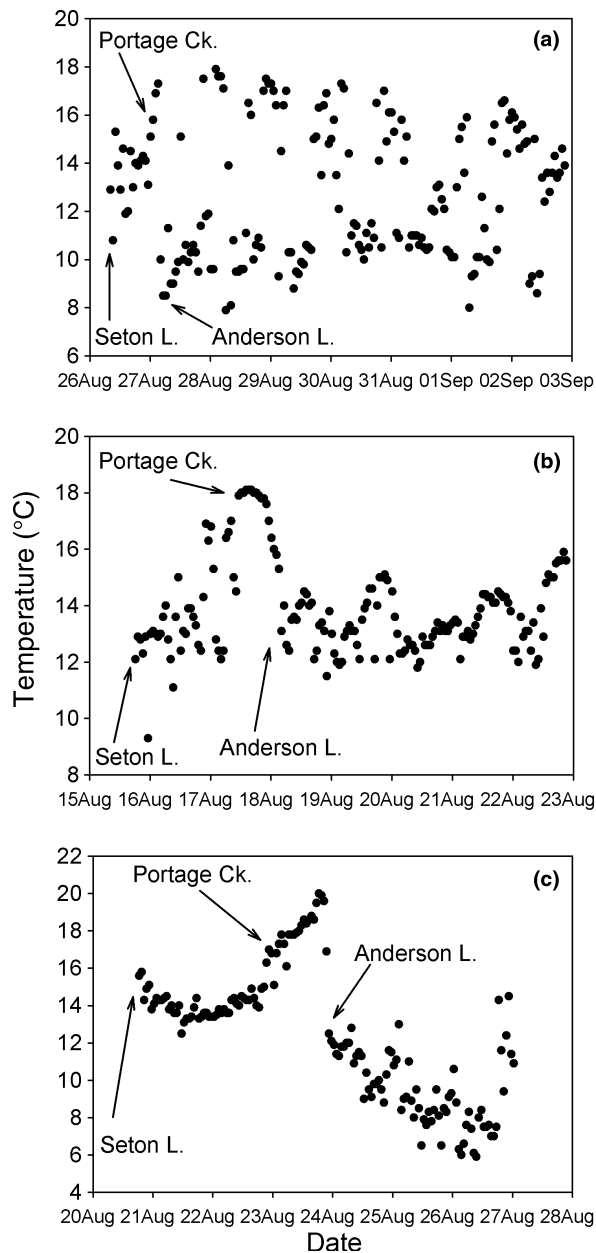 20
Portage Ck.
(a)
18
16
14
12
10
8
Seton L.
Anderson L.
6
26Aug 27Aug 28Aug 29Aug 30Aug 31Aug 01Sep 02Sep 03Sep
20
Portage Ck.
(b)
18
16
14
12
10
Seton L.
Anderson L.
8
15Aug 16Aug 17Aug 18Aug 19Aug 20Aug 21Aug 22Aug 23Aug
Temperature (°C)
22
Portage Ck.
(c)
20
18
Anderson L.
16
14
12
10
8
Seton L.
6
4
20Aug 21Aug 22Aug 23Aug 24Aug 25Aug 26Aug 27Aug 28Aug
Date